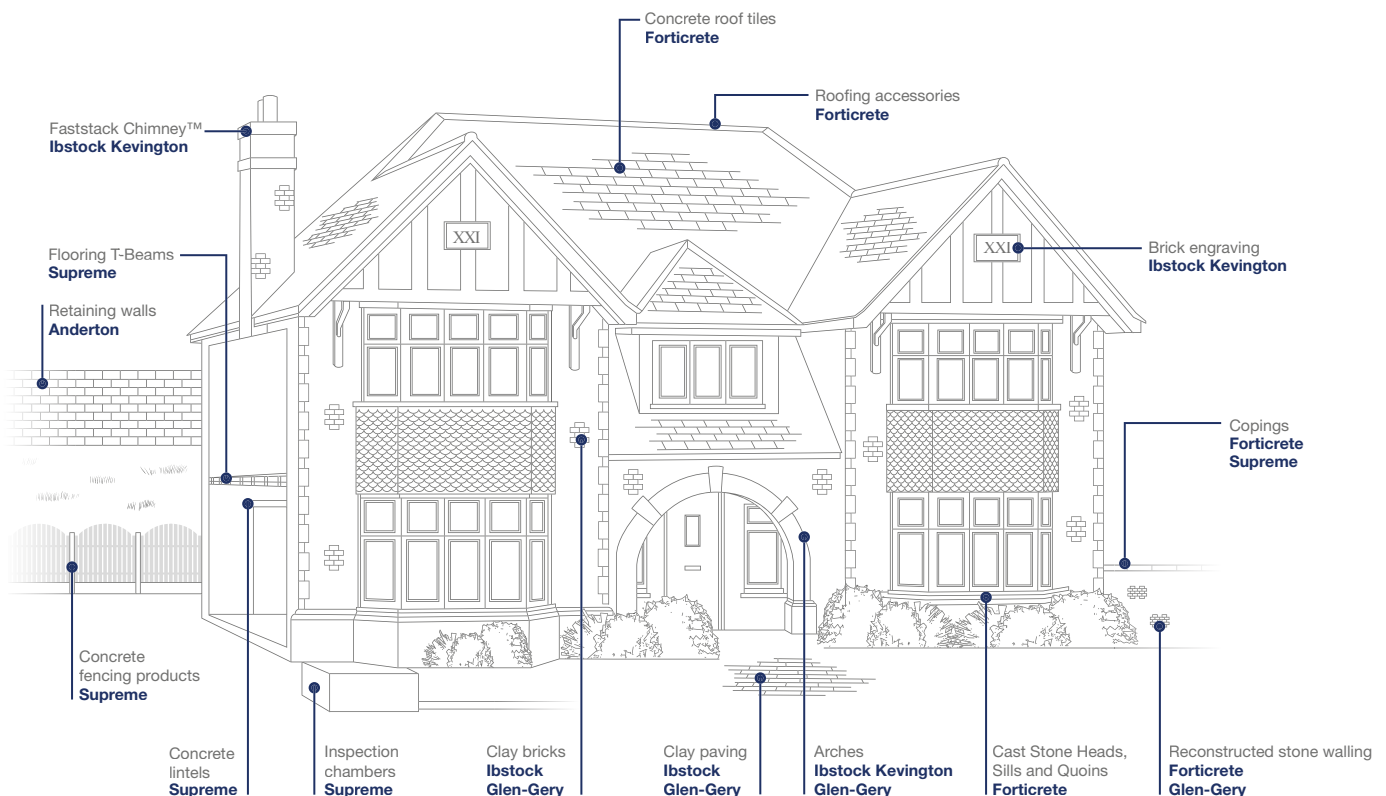 Concrete roof tiles
Forticrete
Roofing accessories
Forticrete
Faststack Chimney™
Ibstock Kevington
XXI
XXI
Flooring T-Beams
Supreme
Brick engraving
Ibstock Kevington
Retaining walls
Anderton
Copings
Forticrete
Supreme
Concrete
fencing products
Supreme
Concrete
lintels
Supreme
Inspection
chambers
Supreme
Clay bricks
Ibstock
Glen-Gery
Clay paving
Ibstock
Glen-Gery
Arches
Ibstock Kevington
Glen-Gery
Cast Stone Heads,
Sills and Quoins
Forticrete
Reconstructed stone walling
Forticrete
Glen-Gery